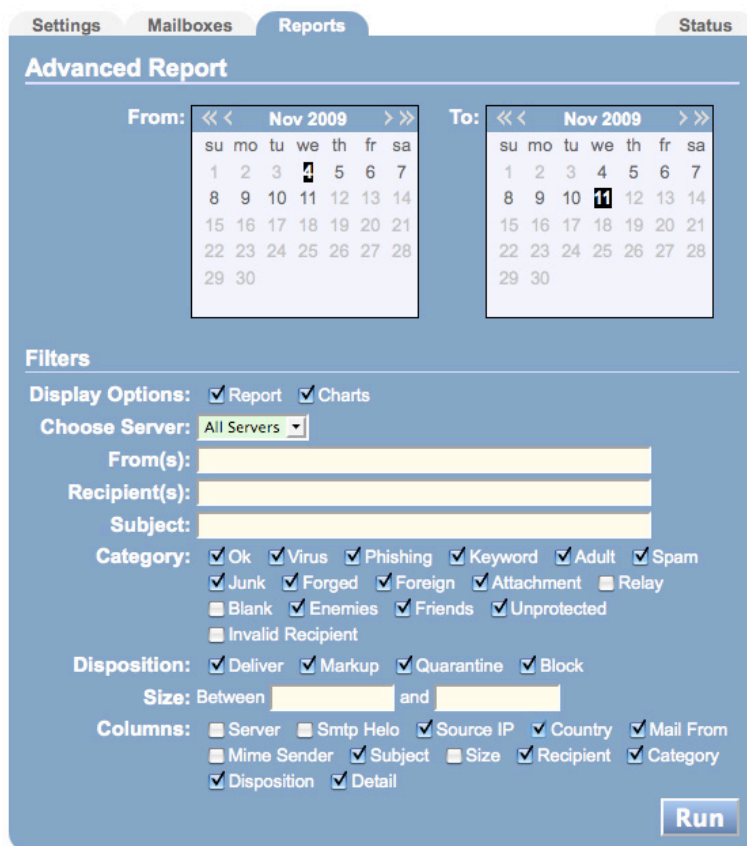 Settings Mailboxes Reports Status
Advanced Report
From: « ‹ Nov 2009 › » To: « ‹ Nov 2009 › »
su mo tu we th fr sa su mo tu we th fr sa
1 2 3 4 5 6 7 1 2 3 4 5 6 7
8 9 10 11 12 13 14 8 9 10 11 12 13 14
15 16 17 18 19 20 21 15 16 17 18 19 20 21
22 23 24 25 26 27 28 22 23 24 25 26 27 28
29 30 29 30
Filters
Display Options: Report Charts
Choose Server: All Servers
From(s):
Recipient(s):
Subject:
Category: Ok Virus Phishing Keyword Adult Spam
Junk Forged Foreign Attachment Relay
Blank Enemies Friends Unprotected
Invalid Recipient
Disposition: Deliver Markup Quarantine Block
Size: Between and
Columns: Server Smtp Helo Source IP Country Mail From
Mime Sender Subject Size Recipient Category
Disposition Detail
Run